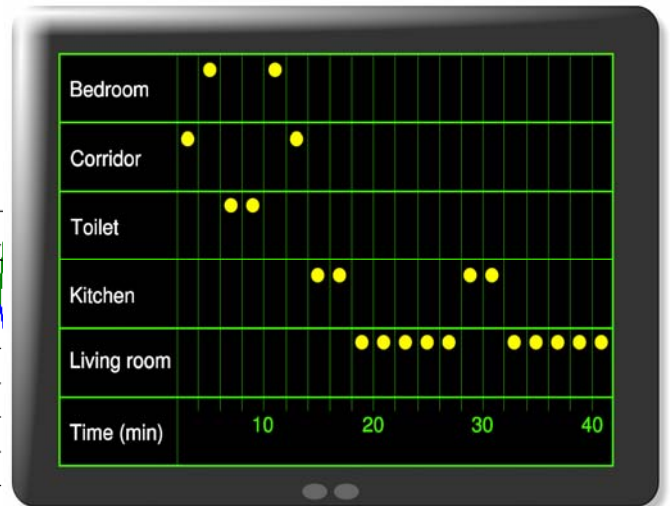 Bedroom
Corridor
Toilet
Kitchen
Living room
Time (min) 10 20 30 40